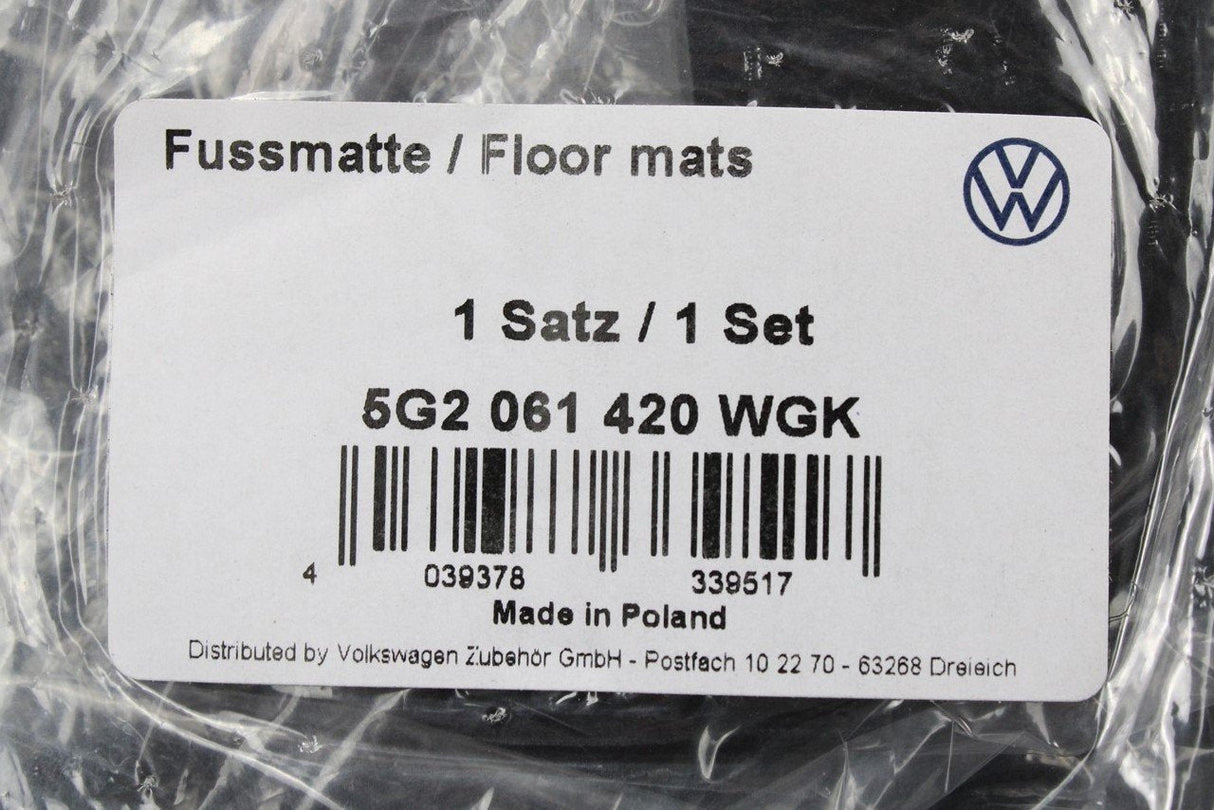 Fussmatte / Floor mats
1 Satz / 1 Set
5G2 061 420 WGK
4 039378 339517
Made in Poland
Distributed by Volkswagen Zubehör GmbH - Postfach 10 22 70 - 63268 Dreieich